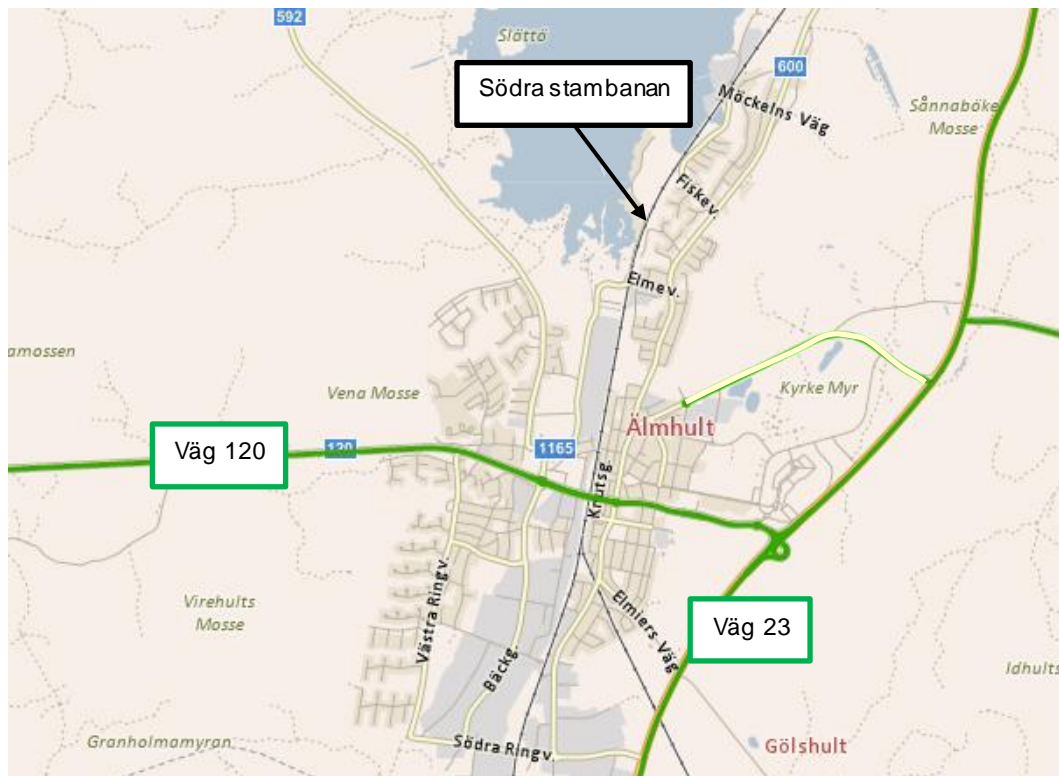 592
Slättö
600
Södra stambanan
Möckelns Väg
Sånnaböke
Mosse
Fiskev.
Elmev.
amossen
Vena Mosse
Kyrke Myr
Älmhult
Väg 120
120
1165
Knutsg.
Virehults
Mosse
Västra Ringv.
Elmiers Väg
Väg 23
Bäckg.
Idhults
Granholmamyran
Södra Ringv.
Gölshult